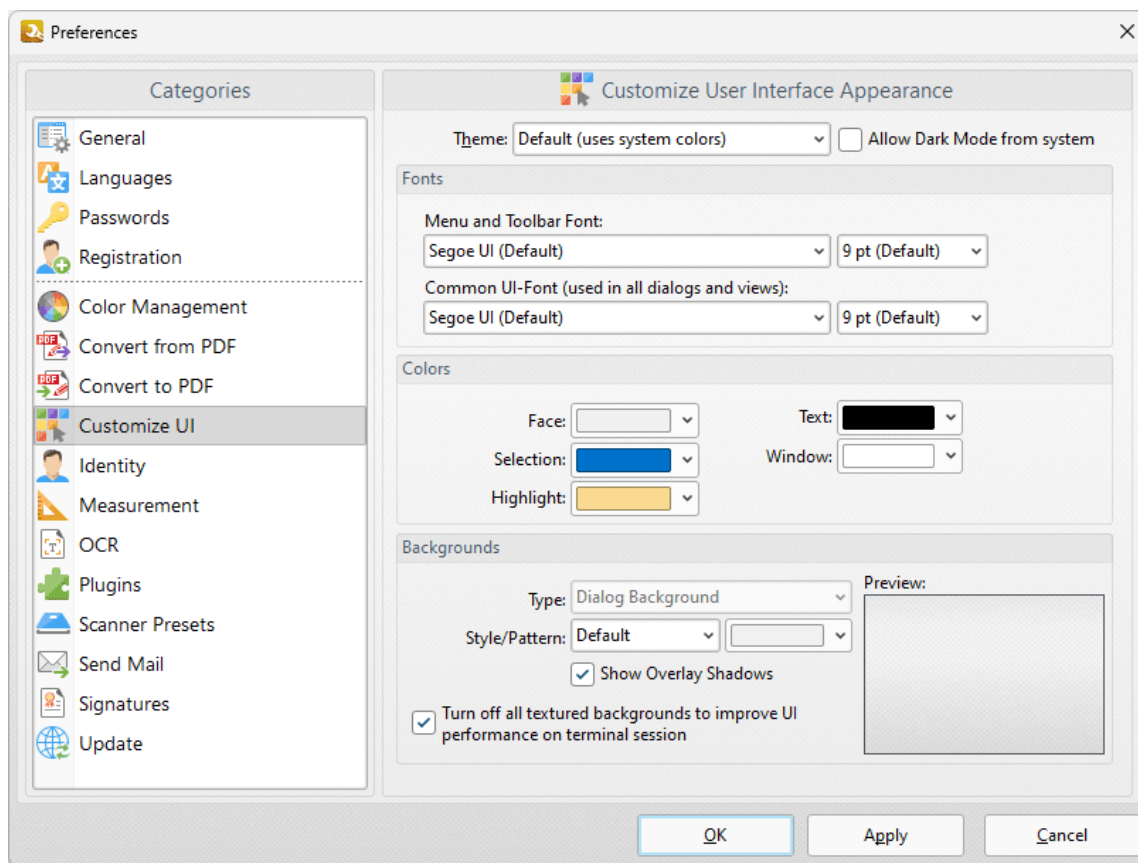 Preferences
Categories
General
Languages
Passwords
Registration
Color Management
Convert from PDF
Convert to PDF
Customize UI
Identity
Measurement
OCR
Plugins
Scanner Presets
Send Mail
Signatures
Update
Customize User Interface Appearance
Theme: Default (uses system colors) Allow Dark Mode from system
Fonts
Menu and Toolbar Font:
Segoe UI (Default) 9 pt (Default)
Common UI-Font (used in all dialogs and views):
Segoe UI (Default) 9 pt (Default)
Colors
Face: Text:
Selection: Window:
Highlight:
Backgrounds
Type: Dialog Background Preview:
Style/Pattern: Default
Show Overlay Shadows
Turn off all textured backgrounds to improve UI
performance on terminal session
OK Apply Cancel